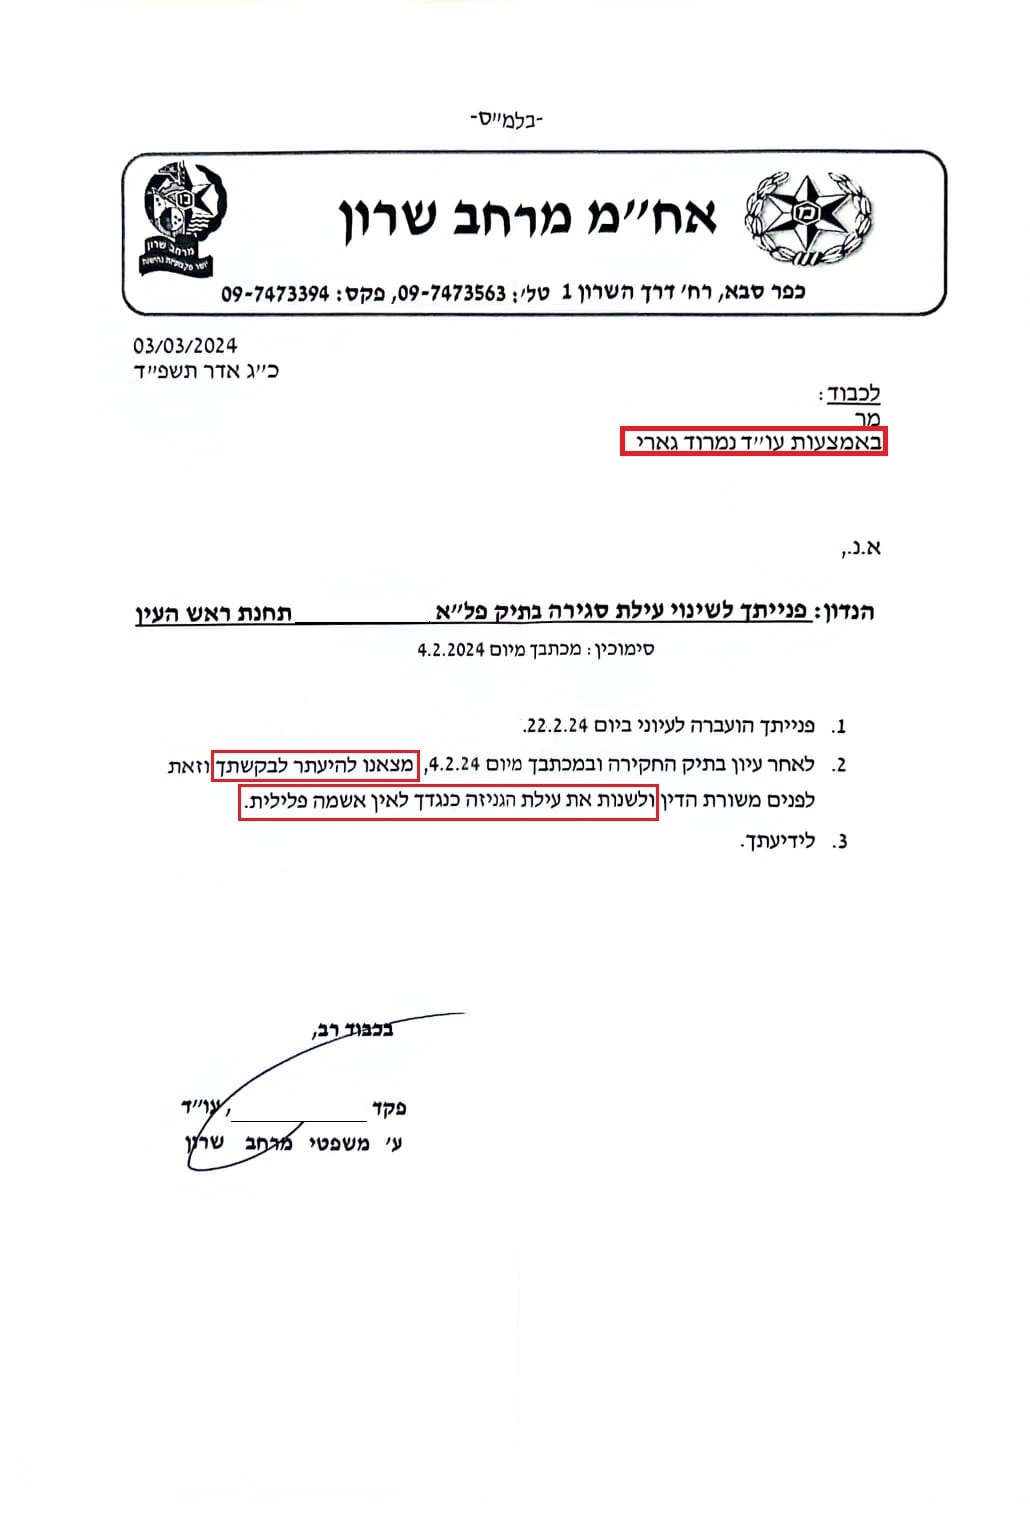 -בלמ״ס-
אח״מ מרחב שרון
מרחב שרון
כפר סבא, רח׳ דרך השרון 1 טל׳: 09-7473563, פקס: 09-7473394
03/03/2024
כ״ג אדר תשפ״ד
לכבוד:
מר
באמצעות עו״ד נמרוד גארי
א.נ.,
הנדון: פנייתך לשינוי עילת סגירה בתיק פל״א ____________ תחנת ראש העין
סימוכין: מכתבך מיום 4.2.2024
1. פנייתך הועברה לעיוני ביום 22.2.24.
2. לאחר עיון בתיק החקירה ובמכתבך מיום 4.2.24, מצאנו להיעתר לבקשתך וזאת
לפנים משורת הדין ולשנות את עילת הגניזה כנגדך לאין אשמה פלילית.
3. לידיעתך.
בכבוד רב,
פקד ____________, עו״ד
ע׳ משפטי מרחב שרון